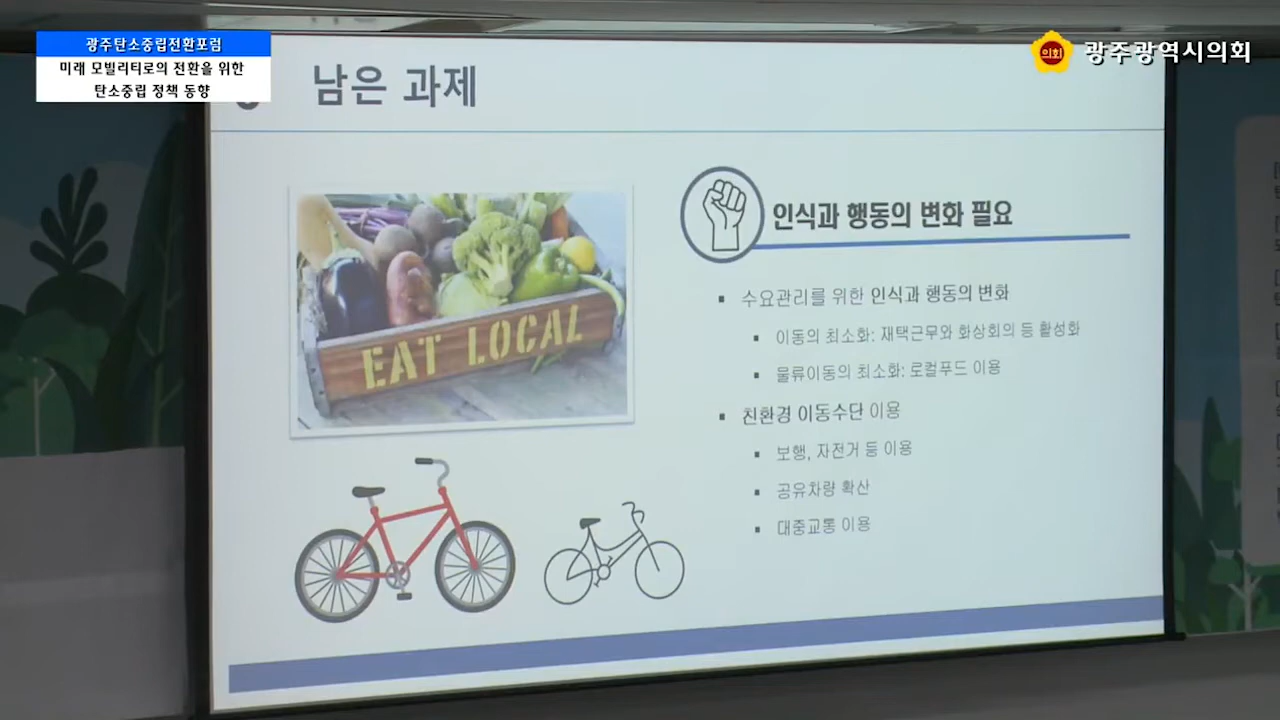 광주탄소중립전환포럼
미래 모빌리티로의 전환을 위한
탄소중립 정책 동향
의회
광주광역시의회
남은 과제
EAT LOCAL
인식과 행동의 변화 필요
수요관리를 위한 인식과 행동의 변화
이동의 최소화: 재택근무와 화상회의 등 활성화
물류이동의 최소화: 로컬푸드 이용
친환경 이동수단 이용
보행, 자전거 등 이용
공유차량 확산
대중교통 이용